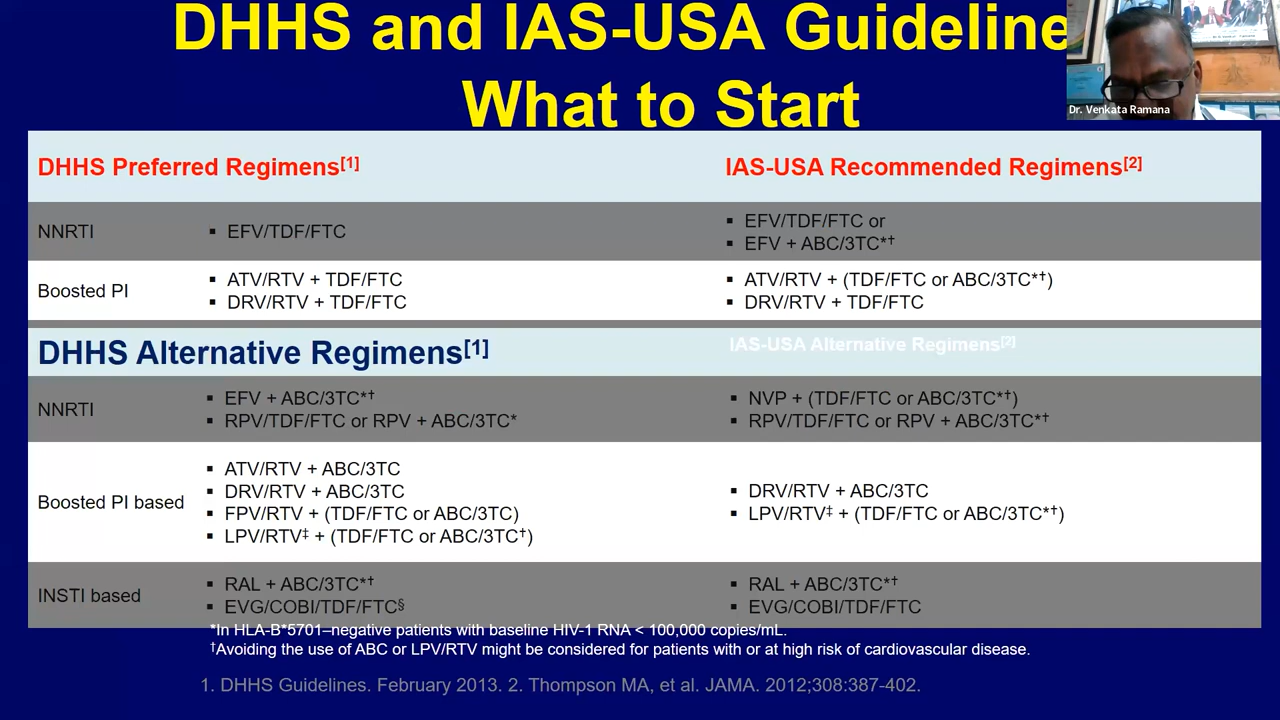 DHHS and IAS-USA Guideline
What to Start
Dr. Venkata Ramana
DHHS Preferred Regimens[1]
IAS-USA Recommended Regimens[2]
NNRTI
▪ EFV/TDF/FTC
▪ EFV/TDF/FTC or
▪ EFV + ABC/3TC*†
Boosted PI
▪ ATV/RTV + TDF/FTC
▪ DRV/RTV + TDF/FTC
▪ ATV/RTV + (TDF/FTC or ABC/3TC*†)
▪ DRV/RTV + TDF/FTC
DHHS Alternative Regimens[1]
IAS-USA Alternative Regimens[2]
NNRTI
▪ EFV + ABC/3TC*†
▪ RPV/TDF/FTC or RPV + ABC/3TC*
▪ NVP + (TDF/FTC or ABC/3TC*†)
▪ RPV/TDF/FTC or RPV + ABC/3TC*†
Boosted PI based
▪ ATV/RTV + ABC/3TC
▪ DRV/RTV + ABC/3TC
▪ FPV/RTV + (TDF/FTC or ABC/3TC)
▪ LPV/RTV‡ + (TDF/FTC or ABC/3TC†)
▪ DRV/RTV + ABC/3TC
▪ LPV/RTV‡ + (TDF/FTC or ABC/3TC*†)
INSTI based
▪ RAL + ABC/3TC*†
▪ EVG/COBI/TDF/FTC§
▪ RAL + ABC/3TC*†
▪ EVG/COBI/TDF/FTC
*In HLA-B*5701–negative patients with baseline HIV-1 RNA < 100,000 copies/mL.
†Avoiding the use of ABC or LPV/RTV might be considered for patients with or at high risk of cardiovascular disease.
1. DHHS Guidelines. February 2013. 2. Thompson MA, et al. JAMA. 2012;308:387-402.